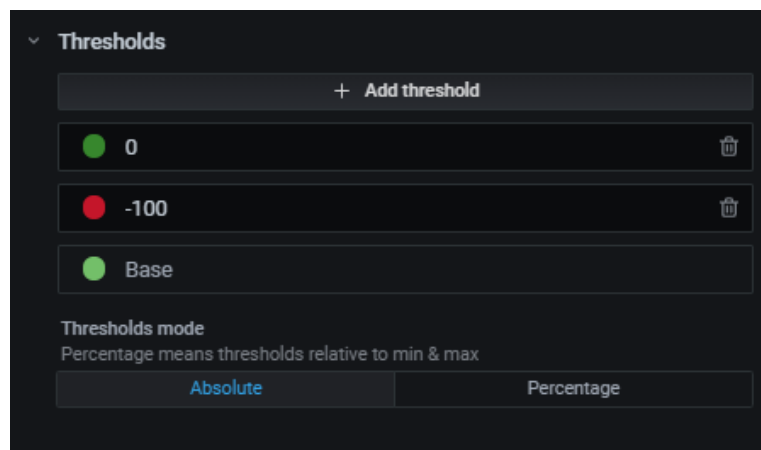 Thresholds
+ Add threshold
0
-100
Base
Thresholds mode
Percentage means thresholds relative to min & max
Absolute Percentage